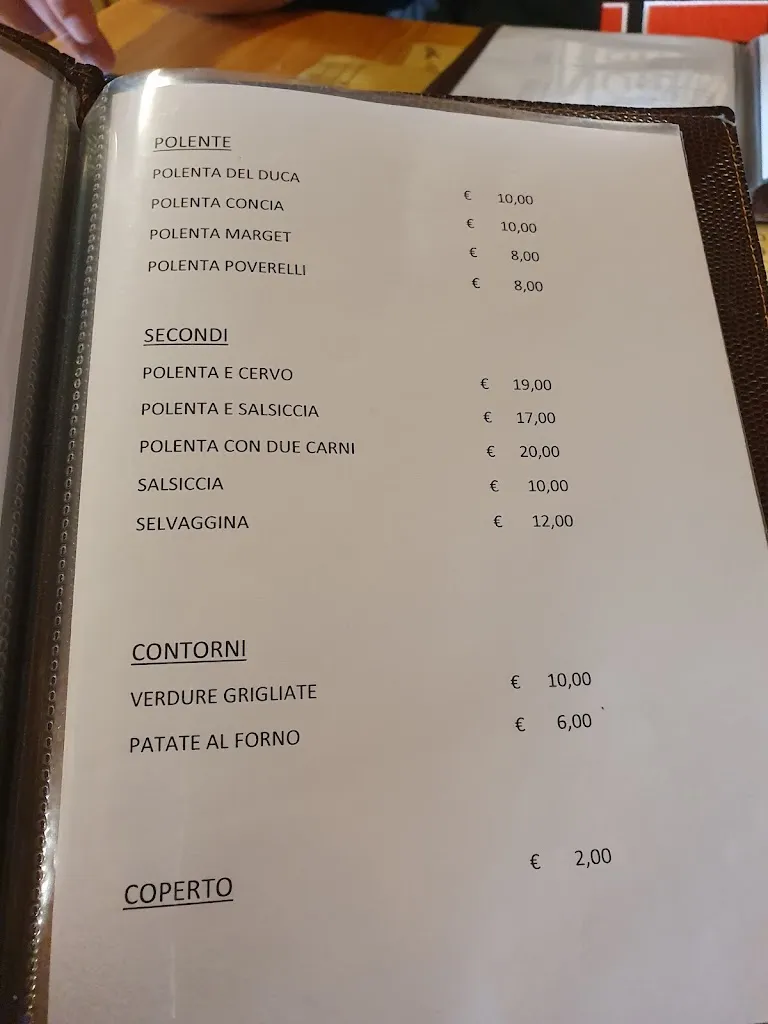 POLENTE
POLENTA DEL DUCA € 10,00
POLENTA CONCIA € 10,00
POLENTA MARGET € 8,00
POLENTA POVERELLI € 8,00
SECONDI
POLENTA E CERVO € 19,00
POLENTA E SALSICCIA € 17,00
POLENTA CON DUE CARNI € 20,00
SALSICCIA € 10,00
SELVAGGINA € 12,00
CONTORNI
VERDURE GRIGLIATE € 10,00
PATATE AL FORNO € 6,00
COPERTO € 2,00